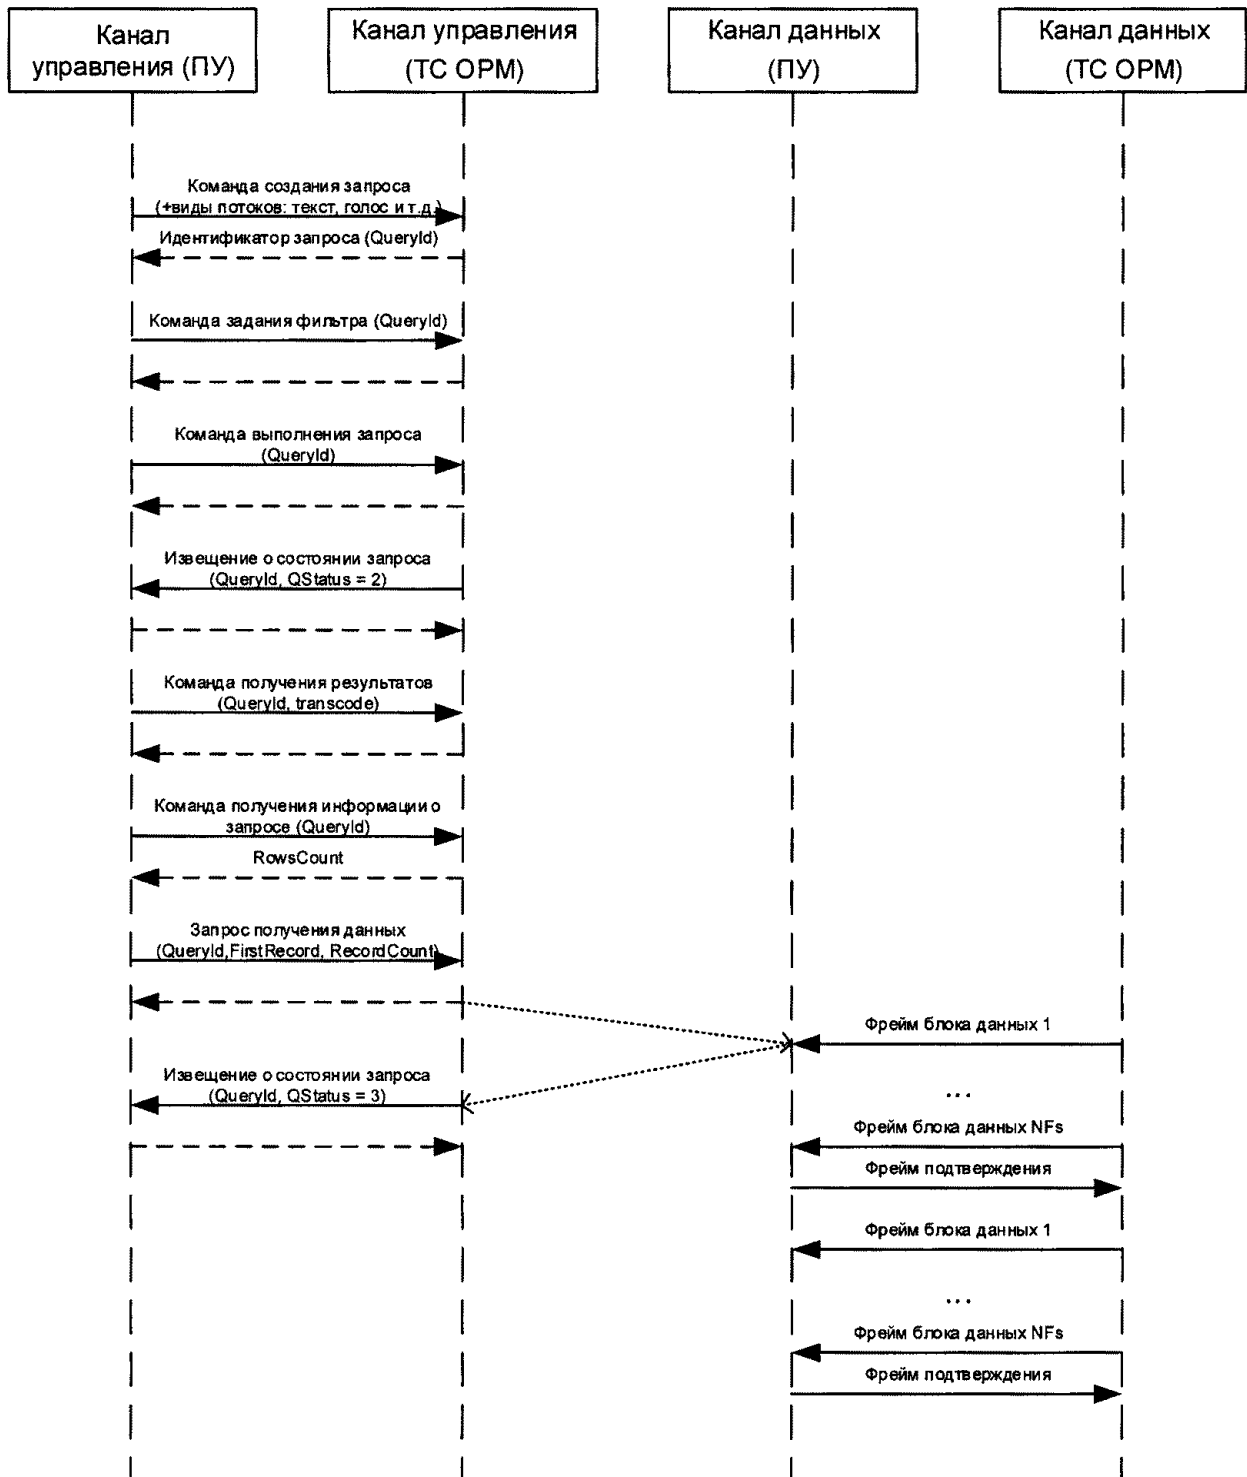 Канал
управления (ПУ)
Канал управления
(ТС ОРМ)
Канал данных
(ПУ)
Канал данных
(ТС ОРМ)
Команда создания запроса
(+виды потоков: текст, голос и т.д.)
Идентификатор запроса (QueryId)
Команда задания фильтра (QueryId)
Команда выполнения запроса
(QueryId)
Извещение о состоянии запроса
(QueryId, QStatus = 2)
Команда получения результатов
(QueryId, transcode)
Команда получения информации о
запросе (QueryId)
RowsCount
Запрос получения данных
(QueryId,FirstRecord, RecordCount)
Фрейм блока данных 1
Извещение о состоянии запроса
(QueryId, QStatus = 3)
...
Фрейм блока данных NFs
Фрейм подтверждения
Фрейм блока данных 1
...
Фрейм блока данных NFs
Фрейм подтверждения